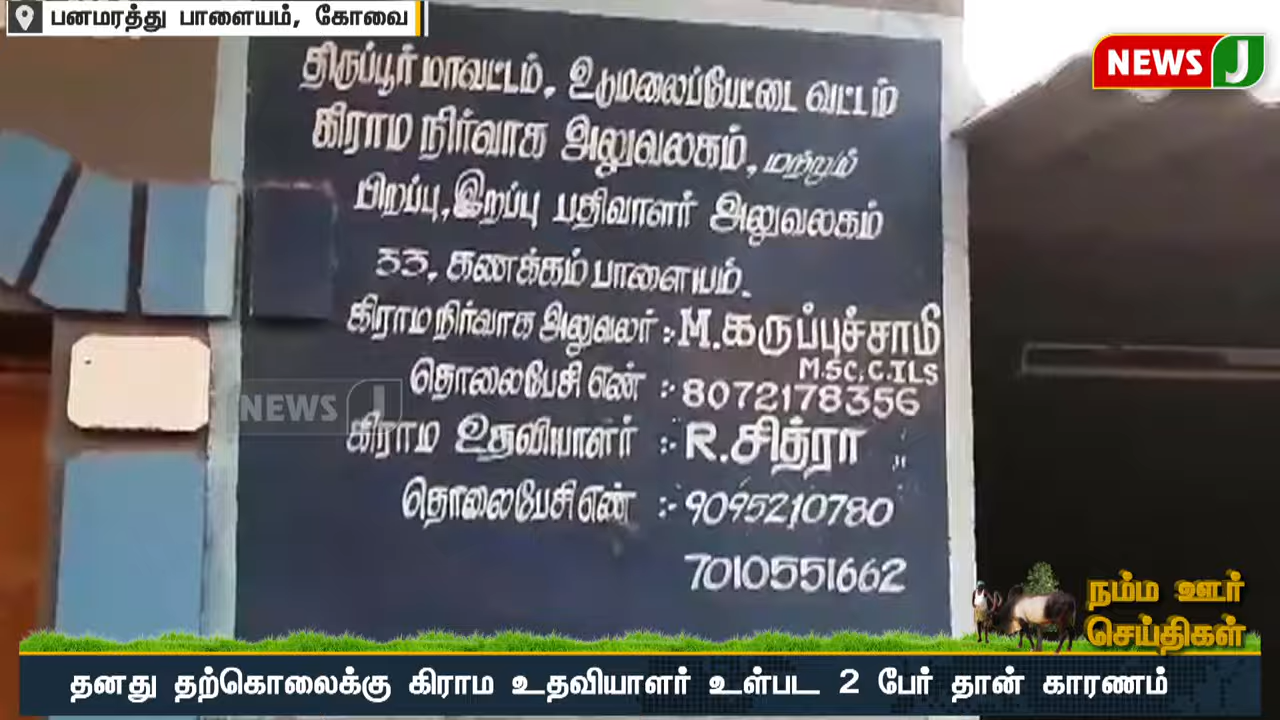 பனமரத்து பாளையம், கோவை
NEWS J
திருப்பூர் மாவட்டம், உடுமலைப்பேட்டை வட்டம்
கிராம நிர்வாக அலுவலகம், மற்றும்
பிறப்பு,இறப்பு பதிவாளர் அலுவலகம்
33, கணக்கம் பாளையம்.
கிராம நிர்வாக அலுவலர் :- M.கருப்புச்சாமி
M.SC,C.ILS
தொலைபேசி எண் :- 8072178356
NEWS J
கிராம உதவியாளர் :- R.சித்ரா
தொலைபேசி எண் :- 9095210780
7010551662
நம்ம ஊர்
செய்திகள்
தனது தற்கொலைக்கு கிராம உதவியாளர் உள்பட 2 பேர் தான் காரணம்